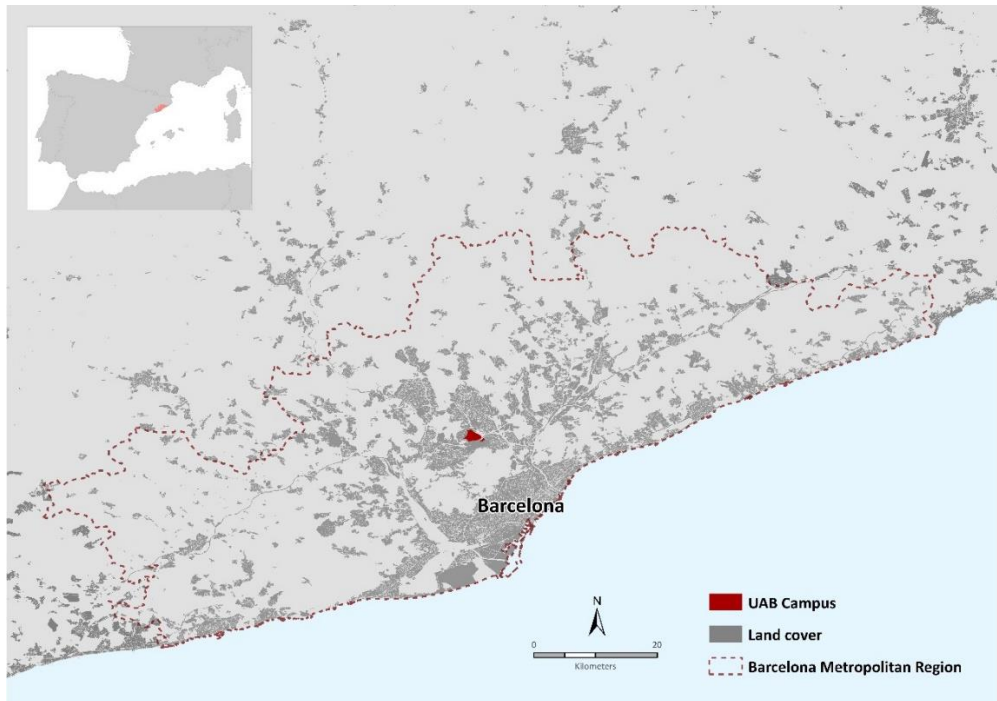 Barcelona
N
0 20
Kilometers
UAB Campus
Land cover
Barcelona Metropolitan Region